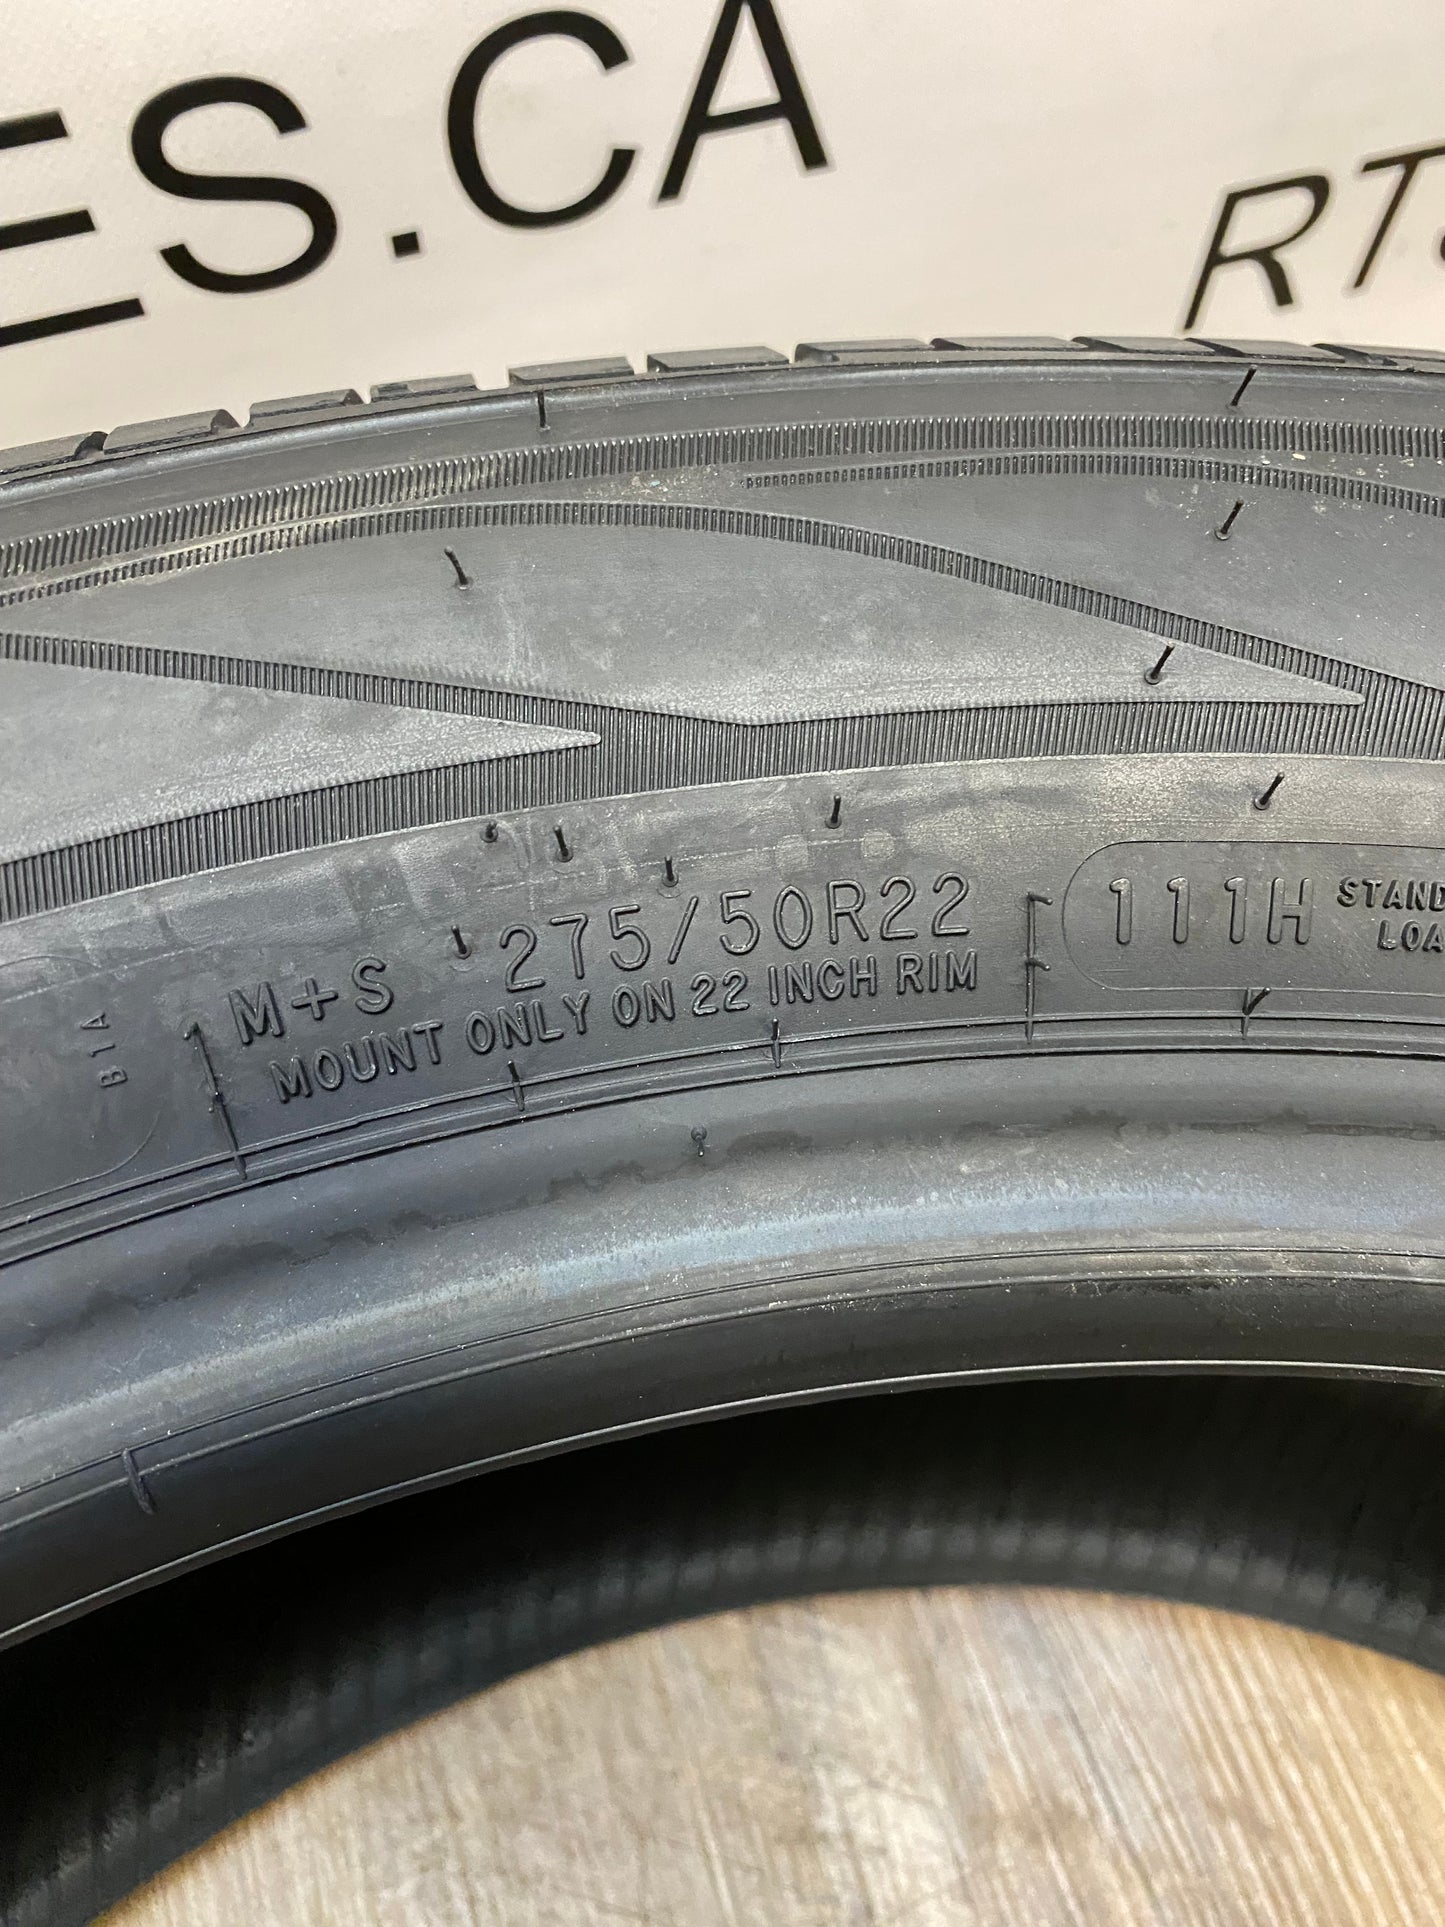 ES.CA
RT
M+S 275/50R22
MOUNT ONLY ON 22 INCH RIM
111H
STAND
LOA
B1A